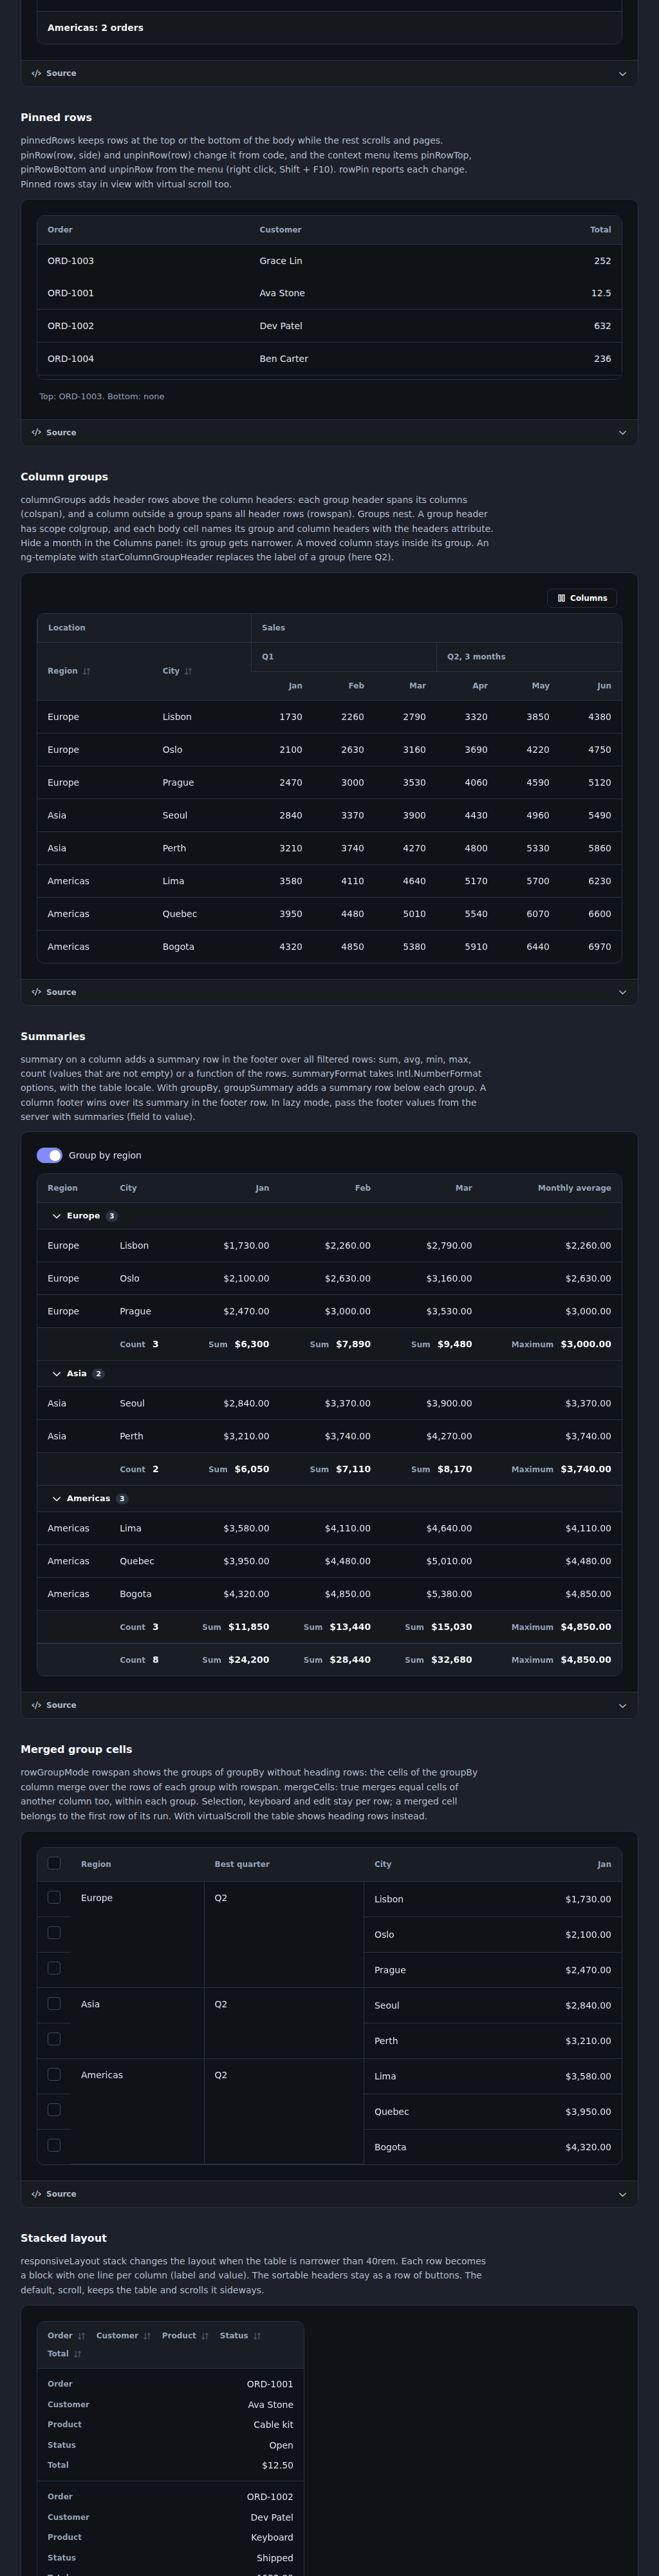 Americas: 2 orders
Source
Pinned rows
pinnedRows keeps rows at the top or the bottom of the body while the rest scrolls and pages.
pinRow(row, side) and unpinRow(row) change it from code, and the context menu items pinRowTop,
pinRowBottom and unpinRow from the menu (right click, Shift + F10). rowPin reports each change.
Pinned rows stay in view with virtual scroll too.
Order Customer Total
ORD-1003 Grace Lin 252
ORD-1001 Ava Stone 12.5
ORD-1002 Dev Patel 632
ORD-1004 Ben Carter 236
Top: ORD-1003. Bottom: none
Source
Column groups
columnGroups adds header rows above the column headers: each group header spans its columns
(colspan), and a column outside a group spans all header rows (rowspan). Groups nest. A group header
has scope colgroup, and each body cell names its group and column headers with the headers attribute.
Hide a month in the Columns panel: its group gets narrower. A moved column stays inside its group. An
ng-template with starColumnGroupHeader replaces the label of a group (here Q2).
Columns
Location Sales
Q1 Q2, 3 months
Region City
Jan Feb Mar Apr May Jun
Europe Lisbon 1730 2260 2790 3320 3850 4380
Europe Oslo 2100 2630 3160 3690 4220 4750
Europe Prague 2470 3000 3530 4060 4590 5120
Asia Seoul 2840 3370 3900 4430 4960 5490
Asia Perth 3210 3740 4270 4800 5330 5860
Americas Lima 3580 4110 4640 5170 5700 6230
Americas Quebec 3950 4480 5010 5540 6070 6600
Americas Bogota 4320 4850 5380 5910 6440 6970
Source
Summaries
summary on a column adds a summary row in the footer over all filtered rows: sum, avg, min, max,
count (values that are not empty) or a function of the rows. summaryFormat takes Intl.NumberFormat
options, with the table locale. With groupBy, groupSummary adds a summary row below each group. A
column footer wins over its summary in the footer row. In lazy mode, pass the footer values from the
server with summaries (field to value).
Group by region
Region City Jan Feb Mar Monthly average
Europe 3
Europe Lisbon $1,730.00 $2,260.00 $2,790.00 $2,260.00
Europe Oslo $2,100.00 $2,630.00 $3,160.00 $2,630.00
Europe Prague $2,470.00 $3,000.00 $3,530.00 $3,000.00
Count 3 Sum $6,300 Sum $7,890 Sum $9,480 Maximum $3,000.00
Asia 2
Asia Seoul $2,840.00 $3,370.00 $3,900.00 $3,370.00
Asia Perth $3,210.00 $3,740.00 $4,270.00 $3,740.00
Count 2 Sum $6,050 Sum $7,110 Sum $8,170 Maximum $3,740.00
Americas 3
Americas Lima $3,580.00 $4,110.00 $4,640.00 $4,110.00
Americas Quebec $3,950.00 $4,480.00 $5,010.00 $4,480.00
Americas Bogota $4,320.00 $4,850.00 $5,380.00 $4,850.00
Count 3 Sum $11,850 Sum $13,440 Sum $15,030 Maximum $4,850.00
Count 8 Sum $24,200 Sum $28,440 Sum $32,680 Maximum $4,850.00
Source
Merged group cells
rowGroupMode rowspan shows the groups of groupBy without heading rows: the cells of the groupBy
column merge over the rows of each group with rowspan. mergeCells: true merges equal cells of
another column too, within each group. Selection, keyboard and edit stay per row; a merged cell
belongs to the first row of its run. With virtualScroll the table shows heading rows instead.
Region Best quarter City Jan
Europe Q2 Lisbon $1,730.00
Oslo $2,100.00
Prague $2,470.00
Asia Q2 Seoul $2,840.00
Perth $3,210.00
Americas Q2 Lima $3,580.00
Quebec $3,950.00
Bogota $4,320.00
Source
Stacked layout
responsiveLayout stack changes the layout when the table is narrower than 40rem. Each row becomes
a block with one line per column (label and value). The sortable headers stay as a row of buttons. The
default, scroll, keeps the table and scrolls it sideways.
Order Customer Product Status
Total
Order ORD-1001
Customer Ava Stone
Product Cable kit
Status Open
Total $12.50
Order ORD-1002
Customer Dev Patel
Product Keyboard
Status Shipped